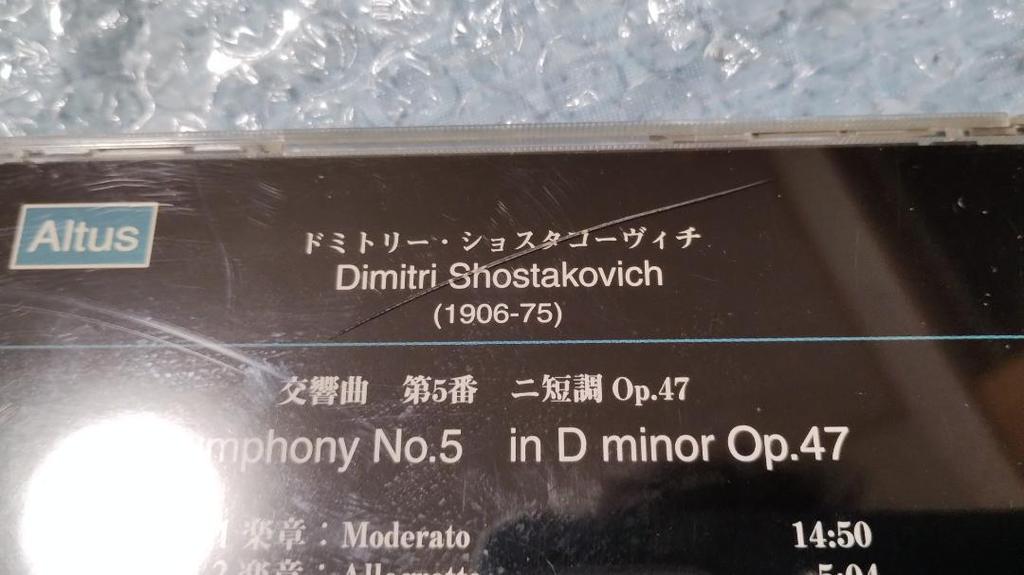 Altus
ドミトリー・ショスタコーヴィチ
Dimitri Shostakovich
(1906-75)
交響曲 第5番 ニ短調 Op.47
No.5 in D minor Op.47
楽章：Moderato 14:50
楽章：